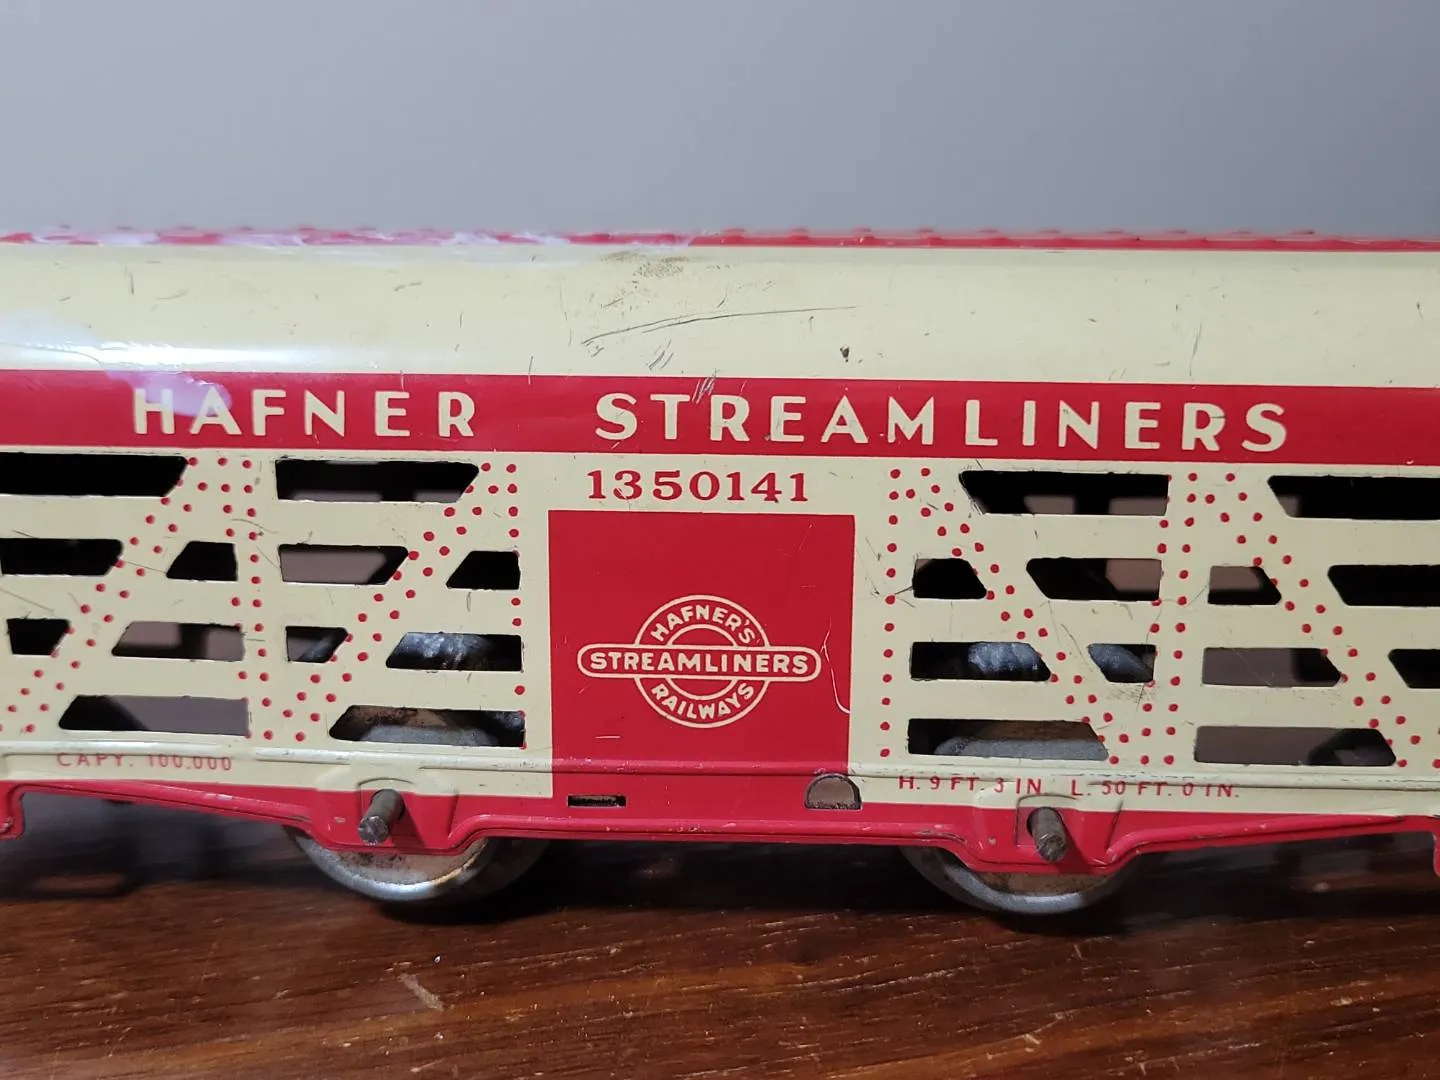 HAFNER STREAMLINERS
1350141
HAFNER'S
STREAMLINERS
RAILWAYS
CAPY. 100.000
H. 9 FT. 3 IN. L. 50 FT. 0 IN.